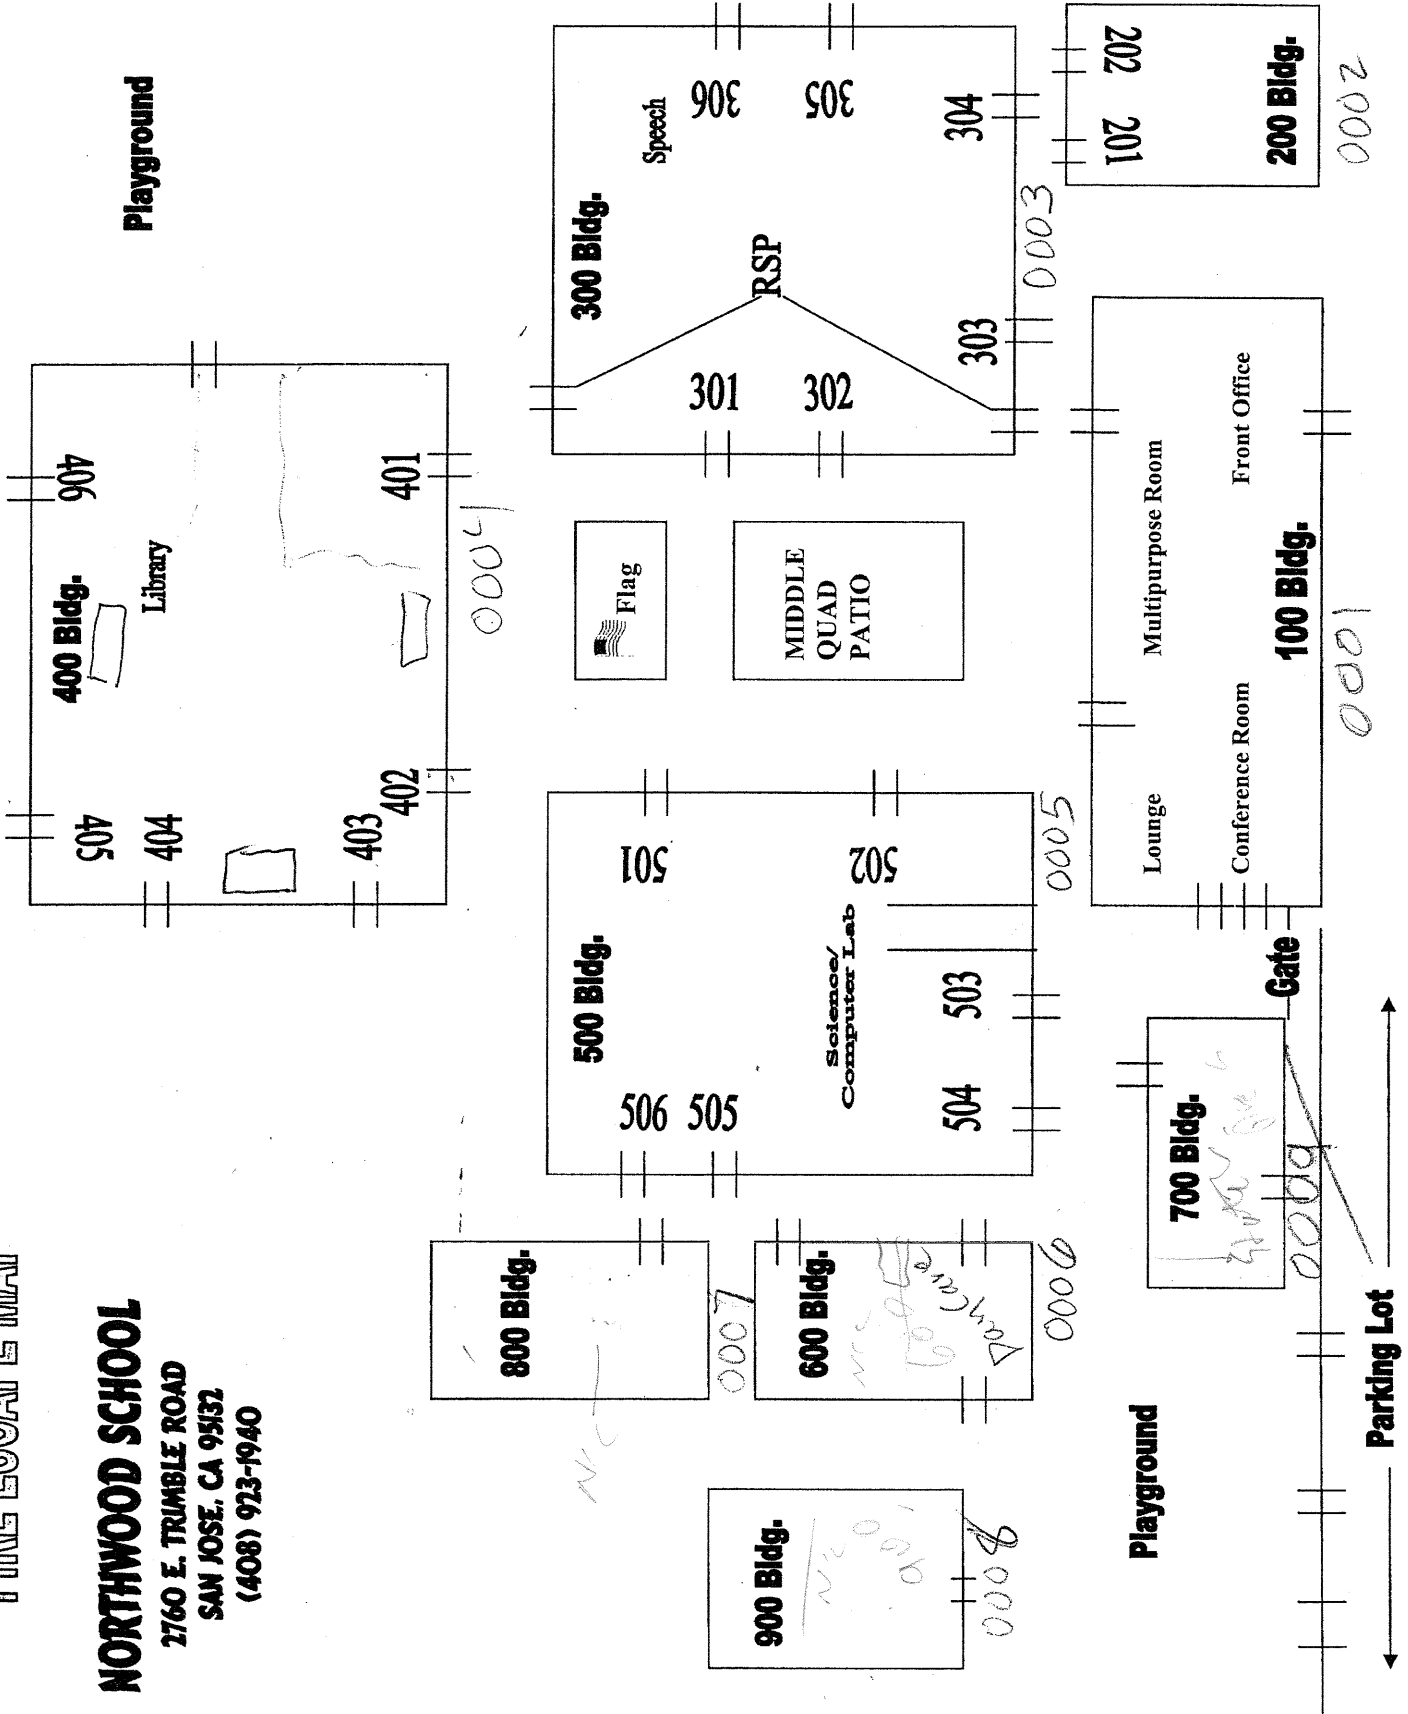 NORTHWOOD SCHOOL
2760 E. TRIMBLE ROAD
SAN JOSE, CA 95132
(408) 923-1940
Playground
400 Bldg.
Library
405
406
404
403
402
401
0004
800 Bldg.
0007
500 Bldg.
501
506
505
Science/
Computer Lab
502
504
503
0005
Flag
MIDDLE
QUAD
PATIO
300 Bldg.
Speech
301
306
RSP
302
305
303
304
0003
900 Bldg.
900
0008
600 Bldg.
Day Care
0006
202
201
200 Bldg.
0002
Lounge
Multipurpose Room
Conference Room
Front Office
100 Bldg.
0001
Playground
700 Bldg.
0009
Gate
Parking Lot